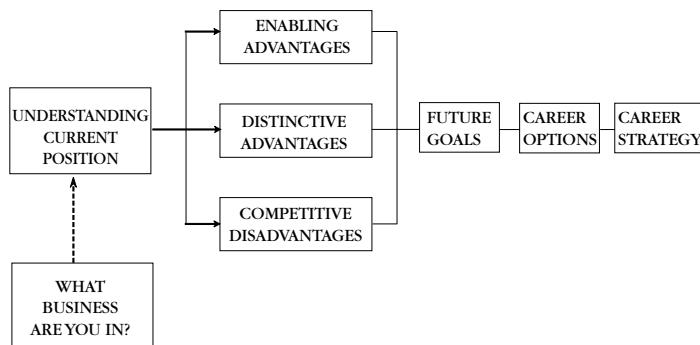 ENABLING
ADVANTAGES
UNDERSTANDING
CURRENT
POSITION
DISTINCTIVE
ADVANTAGES
FUTURE
GOALS
CAREER
OPTIONS
CAREER
STRATEGY
COMPETITIVE
DISADVANTAGES
WHAT
BUSINESS
ARE YOU IN?